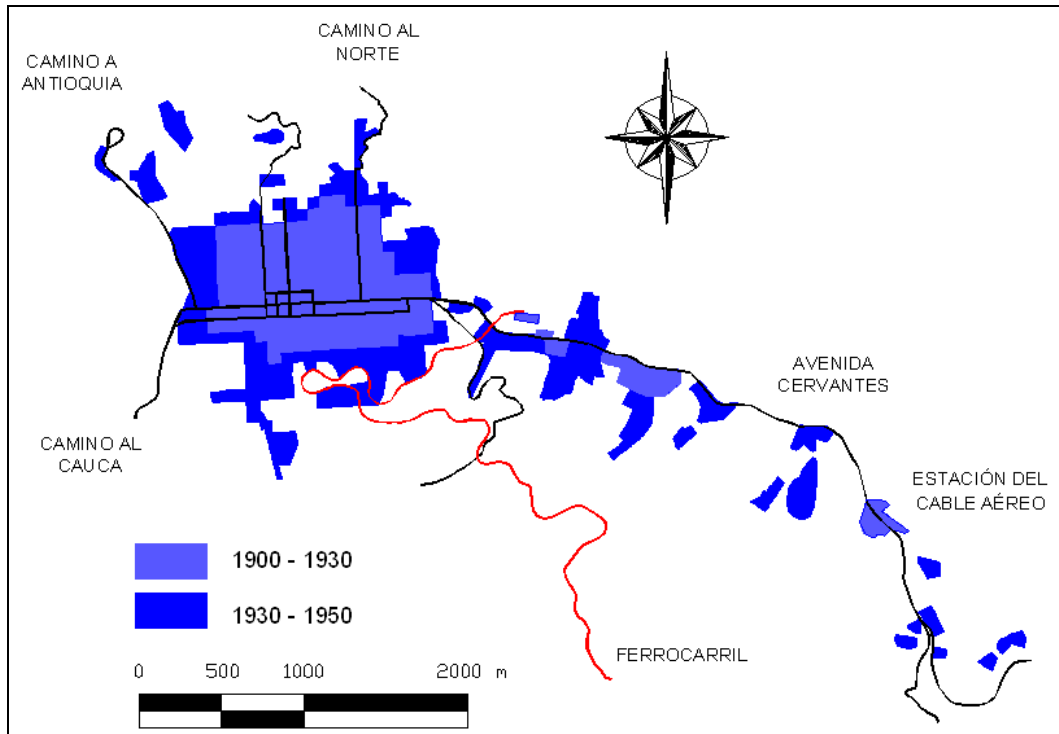 CAMINO AL
NORTE
CAMINO A
ANTIOQUIA
AVENIDA
CERVANTES
CAMINO AL
CAUCA
ESTACIÓN DEL
CABLE AÉREO
1900 - 1930
1930 - 1950
FERROCARRIL
0 500 1000 2000 m